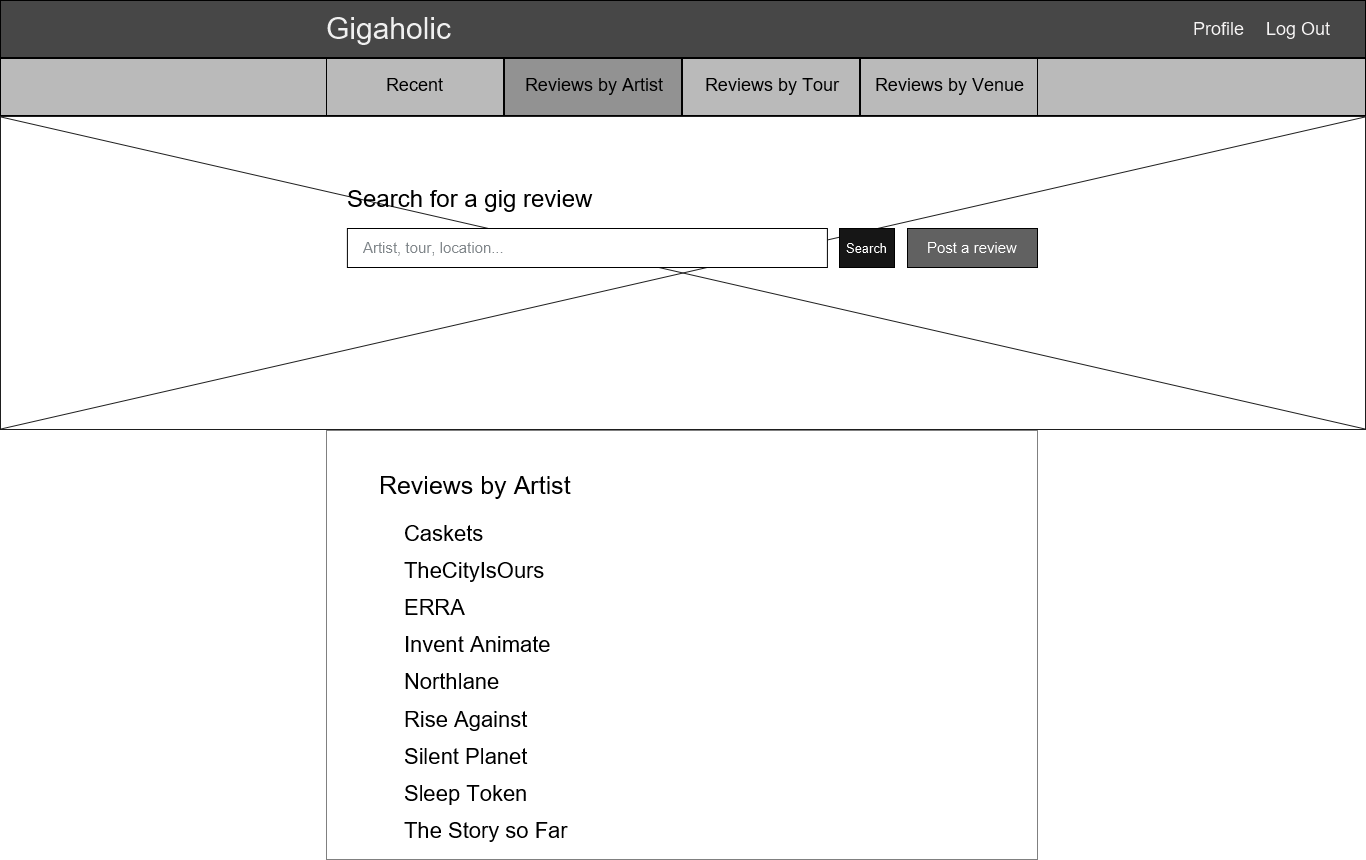 Gigaholic Profile Log Out
Recent Reviews by Artist Reviews by Tour Reviews by Venue
Search for a gig review
Artist, tour, location... Search Post a review
Reviews by Artist
Caskets
TheCityIsOurs
ERRA
Invent Animate
Northlane
Rise Against
Silent Planet
Sleep Token
The Story so Far